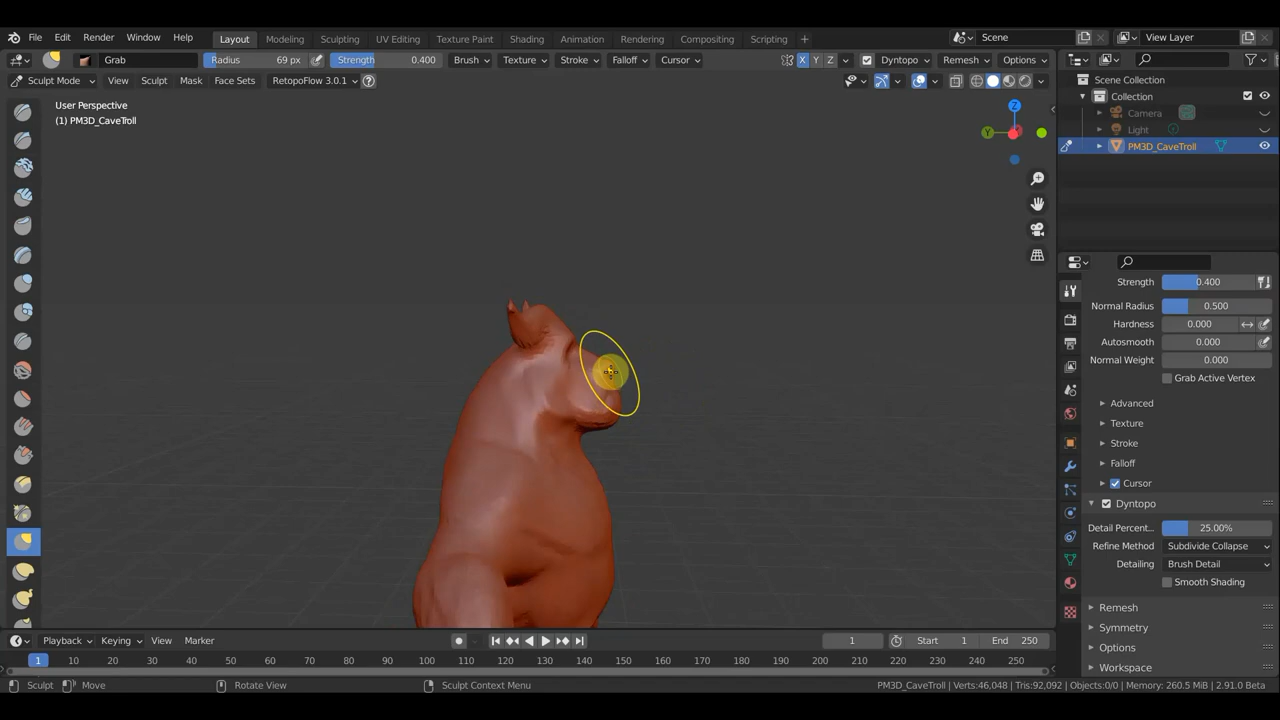 File Edit Render Window Help Layout Modeling Sculpting UV Editing Texture Paint Shading Animation Rendering Compositing Scripting + Scene View Layer
Grab Radius 69 px Strength 0.400 Brush Texture Stroke Falloff Cursor X Y Z Dyntopo Remesh Options
Sculpt Mode View Sculpt Mask Face Sets RetopoFlow 3.0.1
User Perspective
(1) PM3D_CaveTroll
Z
Y
Scene Collection
Collection
Camera
Light
PM3D_CaveTroll
Strength 0.400
Normal Radius 0.500
Hardness 0.000
Autosmooth 0.000
Normal Weight 0.000
Grab Active Vertex
Advanced
Texture
Stroke
Falloff
Cursor
Dyntopo
Detail Percent... 25.00%
Refine Method Subdivide Collapse
Detailing Brush Detail
Smooth Shading
Remesh
Symmetry
Options
Workspace
Playback Keying View Marker 1 Start 1 End 250
1 10 20 30 40 50 60 70 80 90 100 110 120 130 140 150 160 170 180 190 200 210 220 230 240 250
Sculpt Move Rotate View Sculpt Context Menu PM3D_CaveTroll | Verts:46,048 | Tris:92,092 | Objects:0/0 | Memory: 260.5 MiB | 2.91.0 Beta